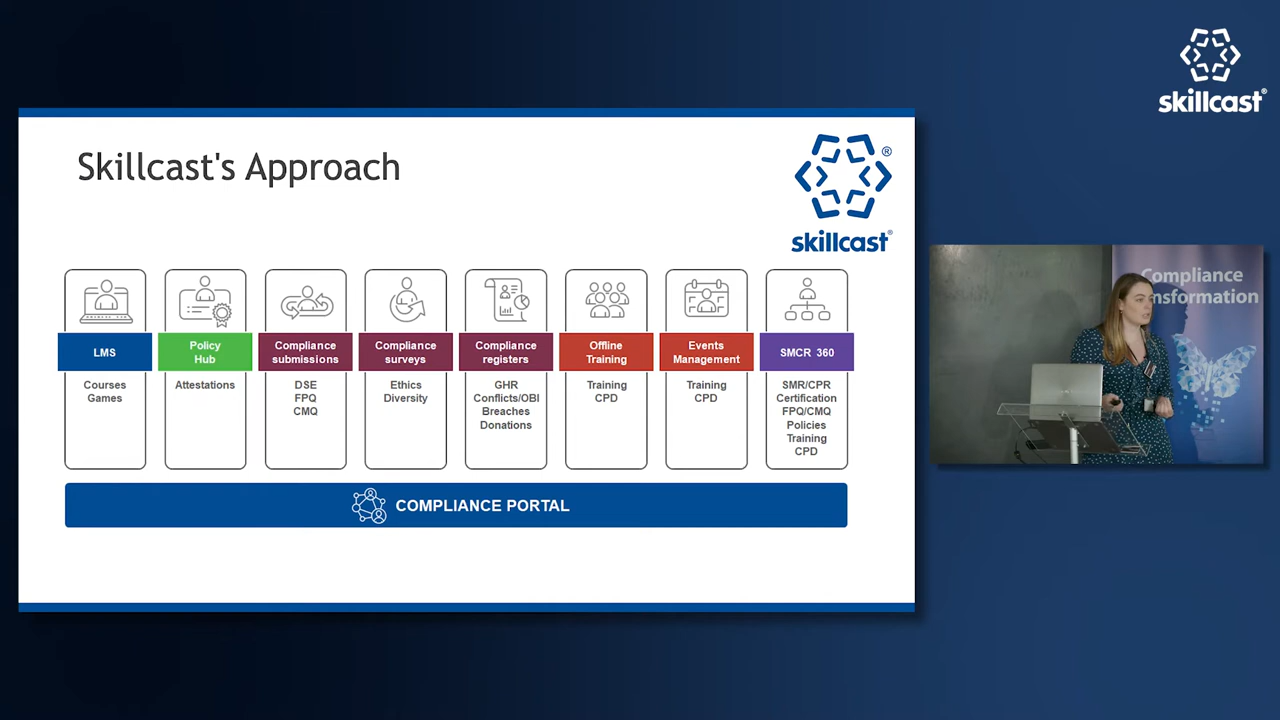 skillcast®
Skillcast's Approach
®
skillcast®
LMS
Courses
Games
Policy
Hub
Attestations
Compliance
submissions
DSE
FPQ
CMQ
Compliance
surveys
Ethics
Diversity
Compliance
registers
GHR
Conflicts/OBI
Breaches
Donations
Offline
Training
Training
CPD
Events
Management
Training
CPD
SMCR 360
SMR/CPR
Certification
FPQ/CMQ
Policies
Training
CPD
COMPLIANCE PORTAL
Compliance
nsformation